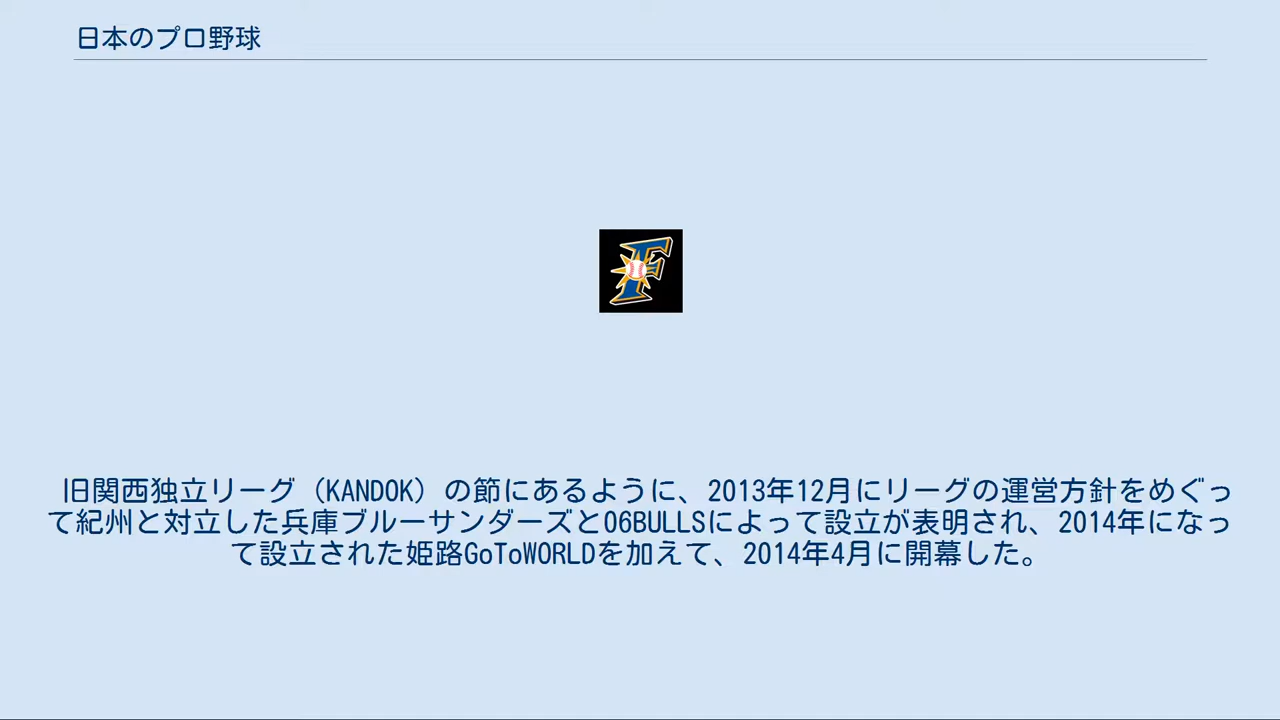 日本のプロ野球
F
旧関西独立リーグ（KANDOK）の節にあるように、2013年12月にリーグの運営方針をめぐっ
て紀州と対立した兵庫ブルーサンダーズと06BULLSによって設立が表明され、2014年になっ
て設立された姫路GoToWORLDを加えて、2014年4月に開幕した。